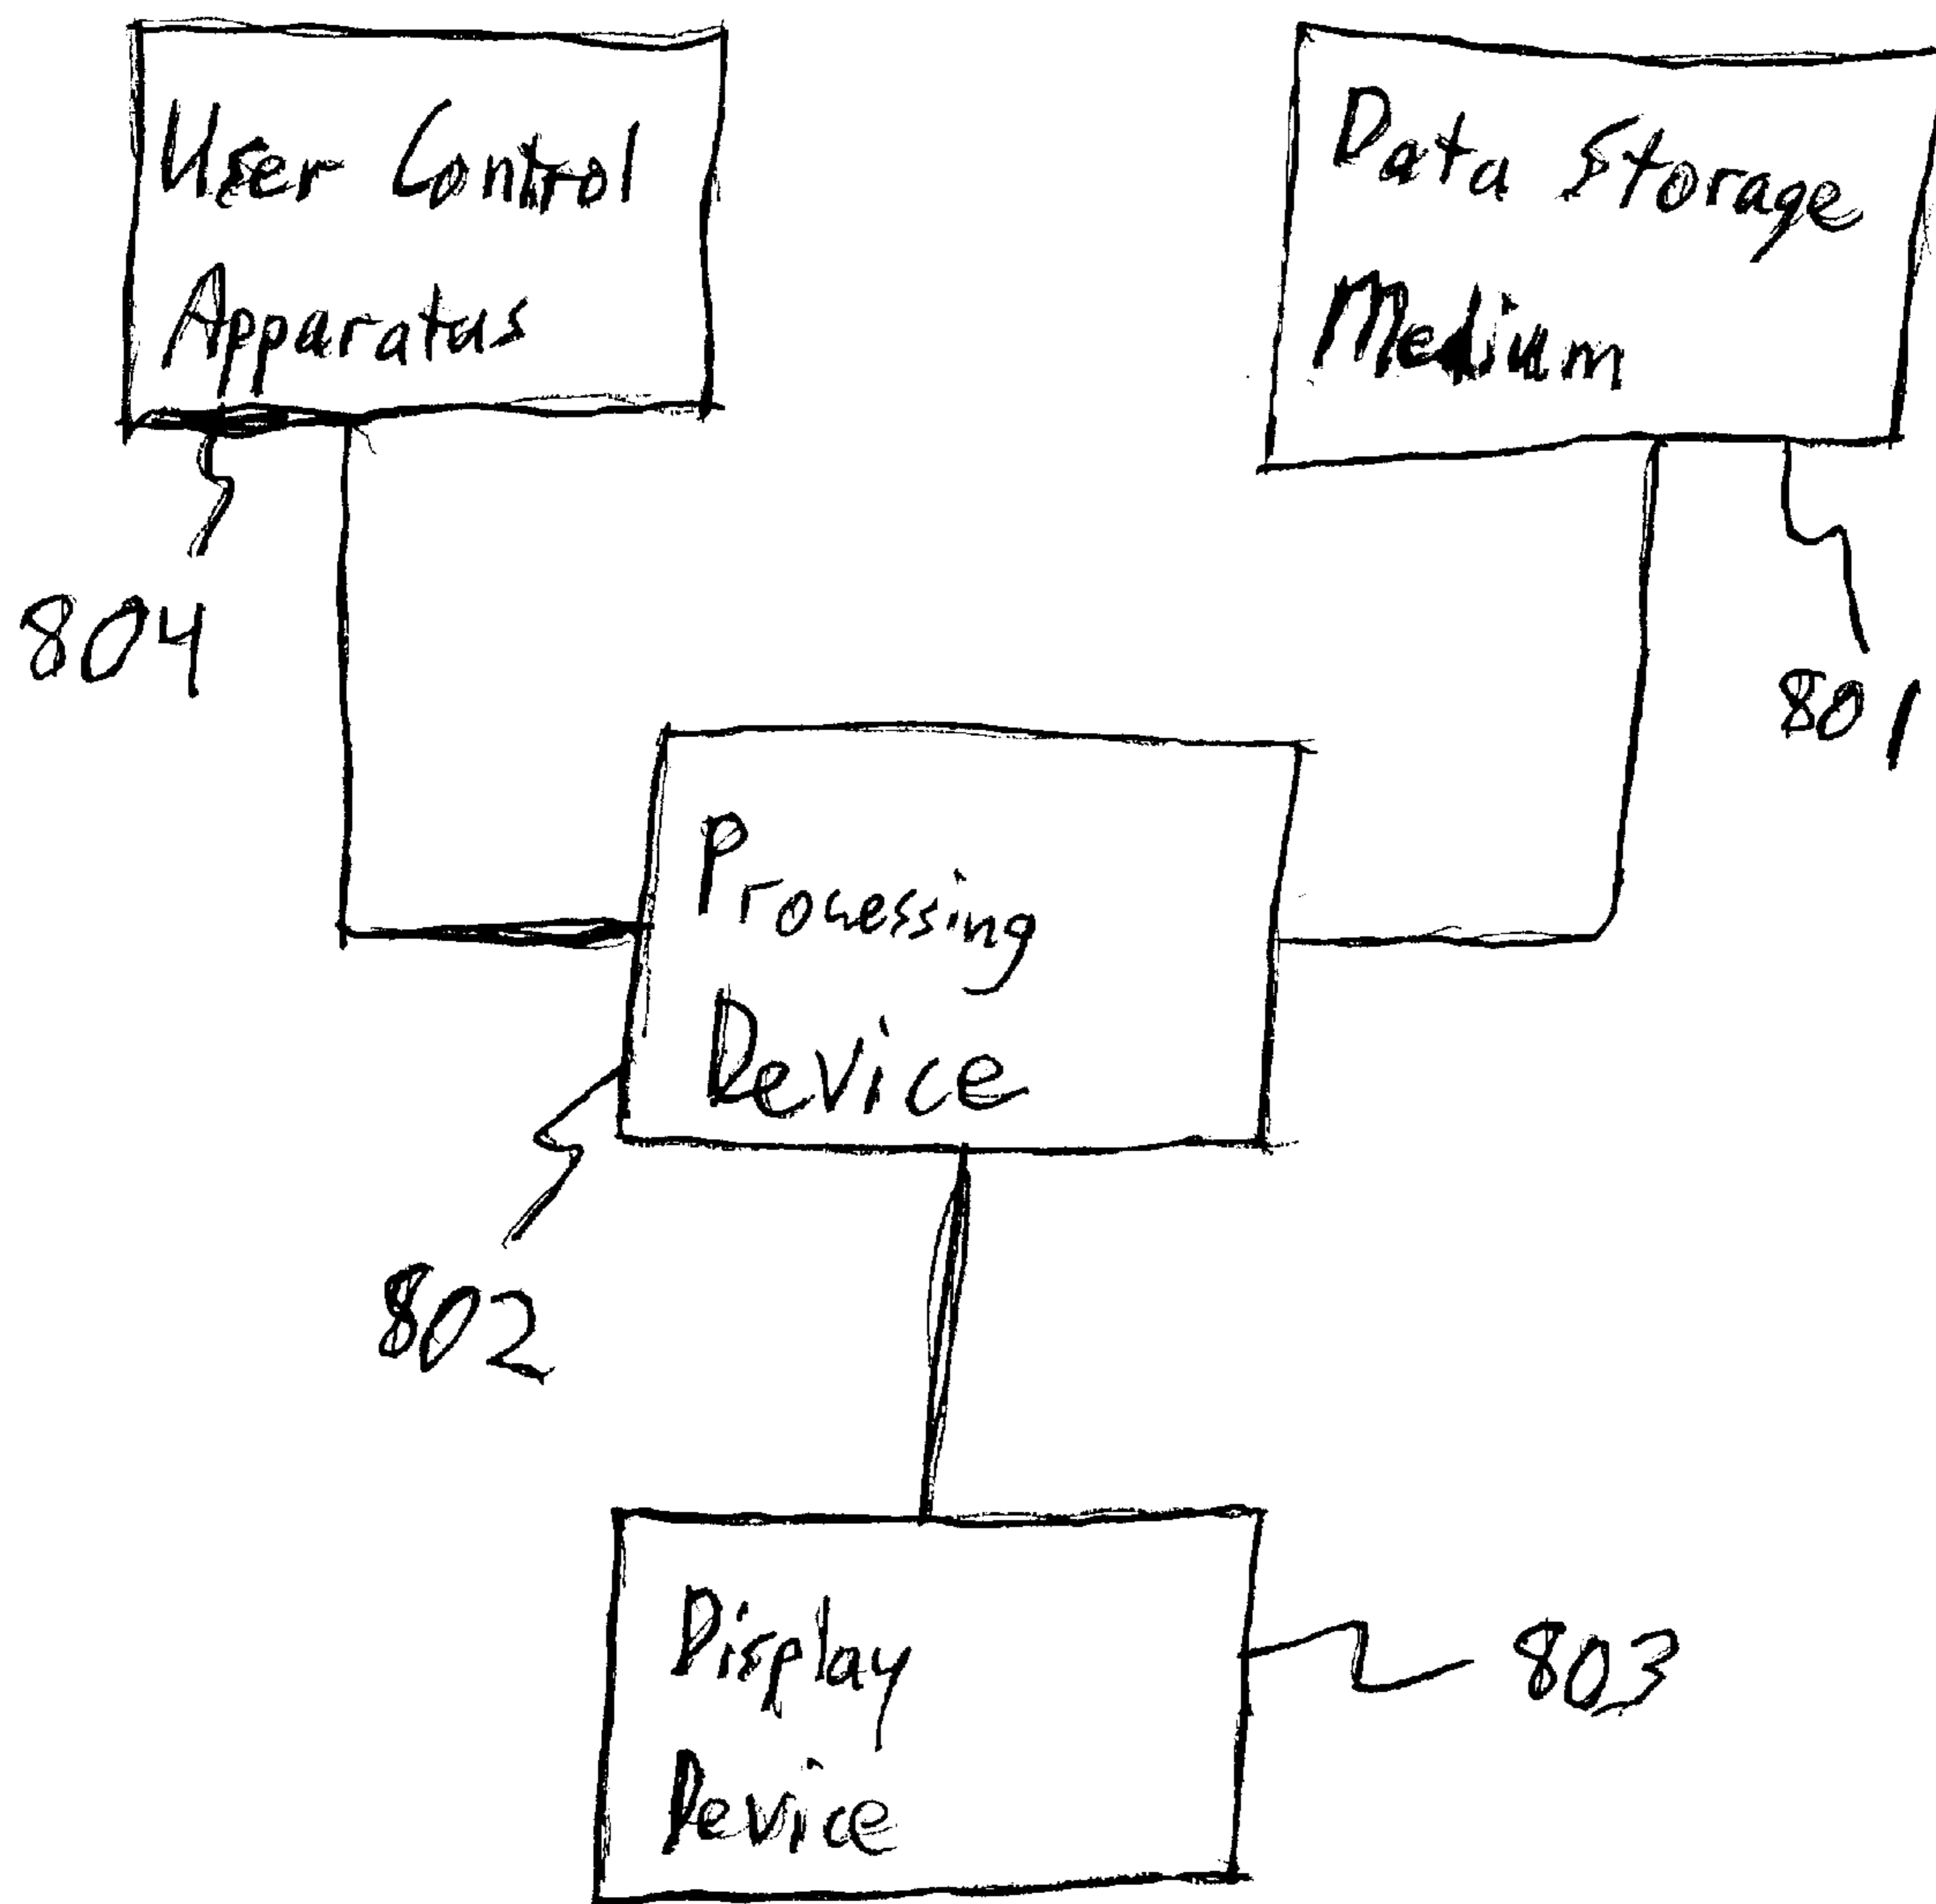 User Control
Apparatus
Data Storage
Medium
804
801
Processing
Device
802
Display
Device
803